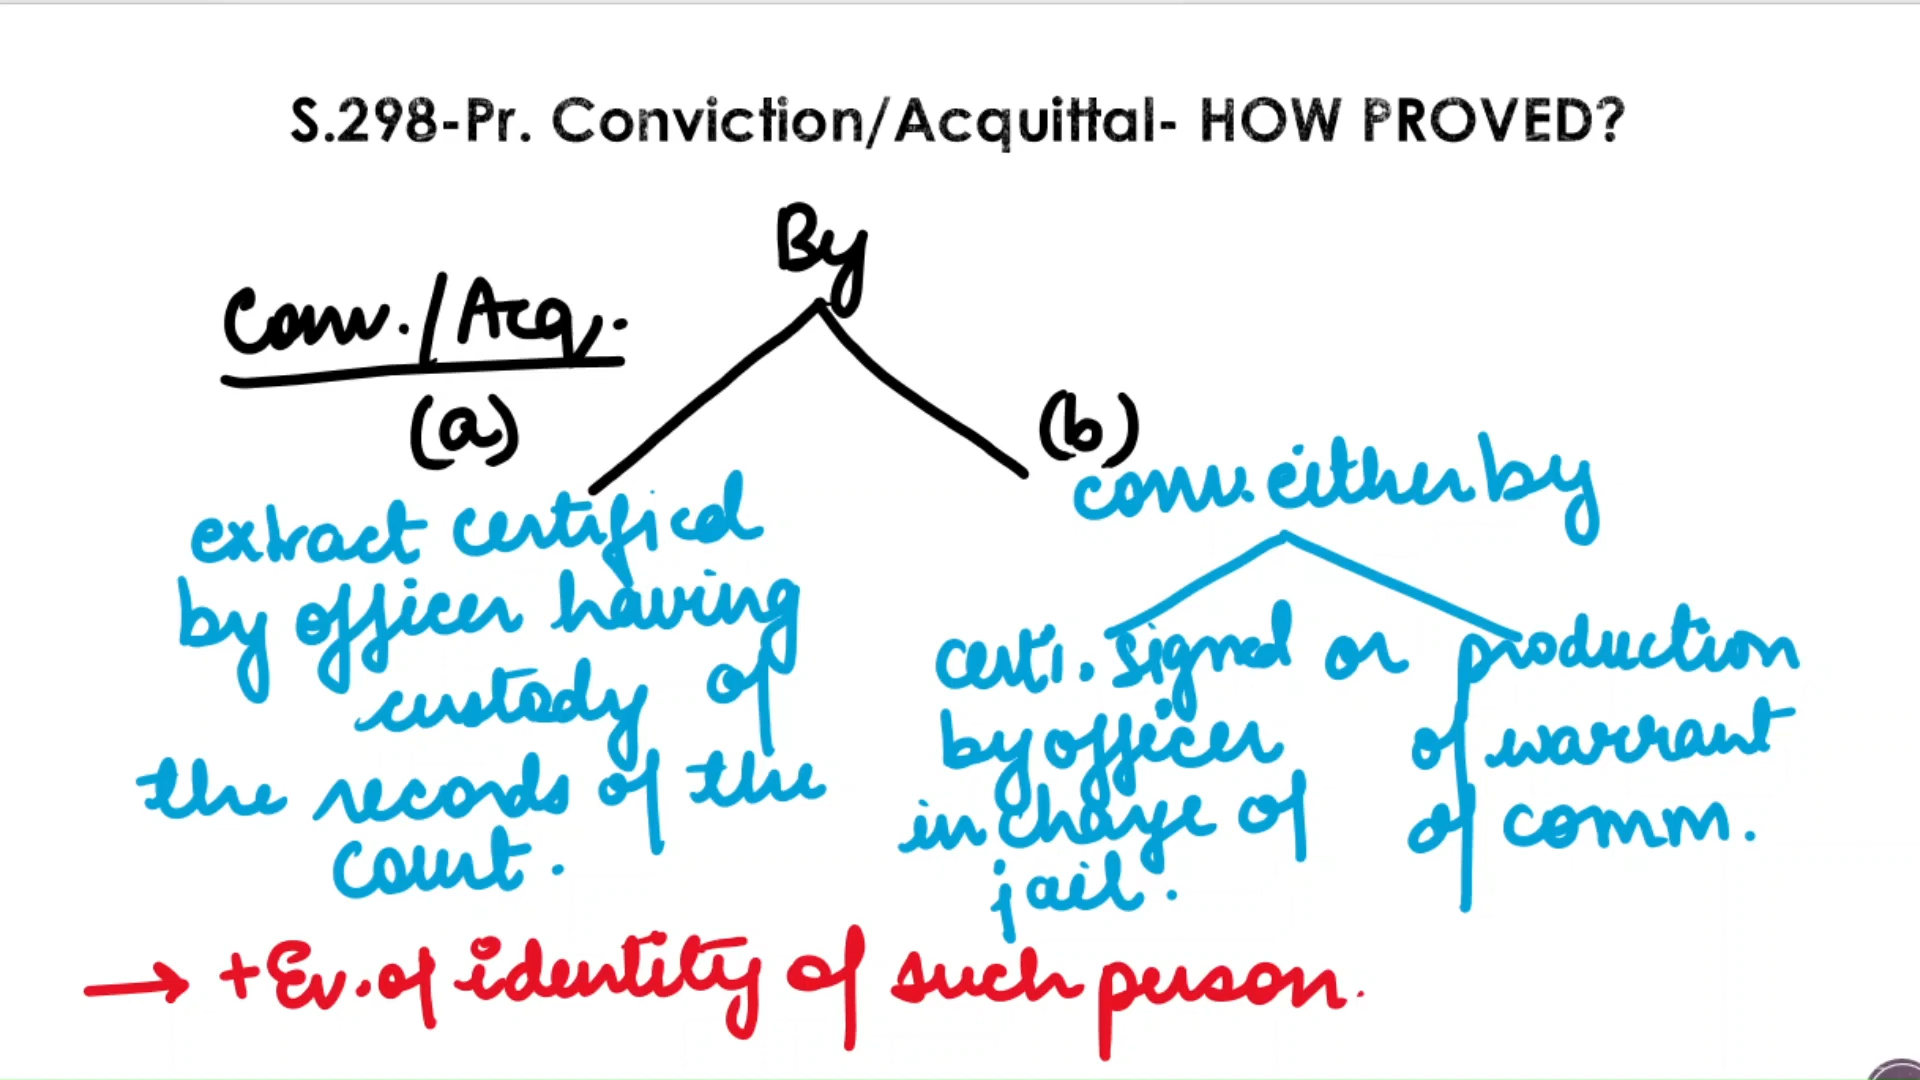 S.298-Pr. Conviction/Acquittal- HOW PROVED?
By
Conv./Acq.
(a)
extract certified
by officer having
custody of
the records of the
court.
(b)
conv. either by
certi. signed
by officer
in charge of
jail.
or
production
of warrant
of comm.
→ +Ev. of identity of such person.